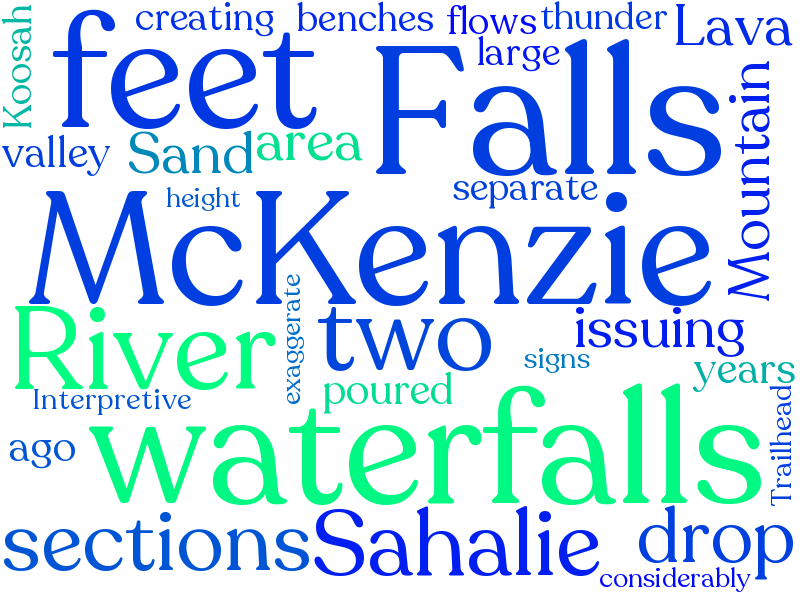 creating benches flows thunder Lava
Koosah feet large Falls
valley Sand area Mountain
height separate
McKenzie
River exaggerate two issuing
signs years
Interpretive poured
ago waterfalls Trailhead
sections Sahalie drop
considerably